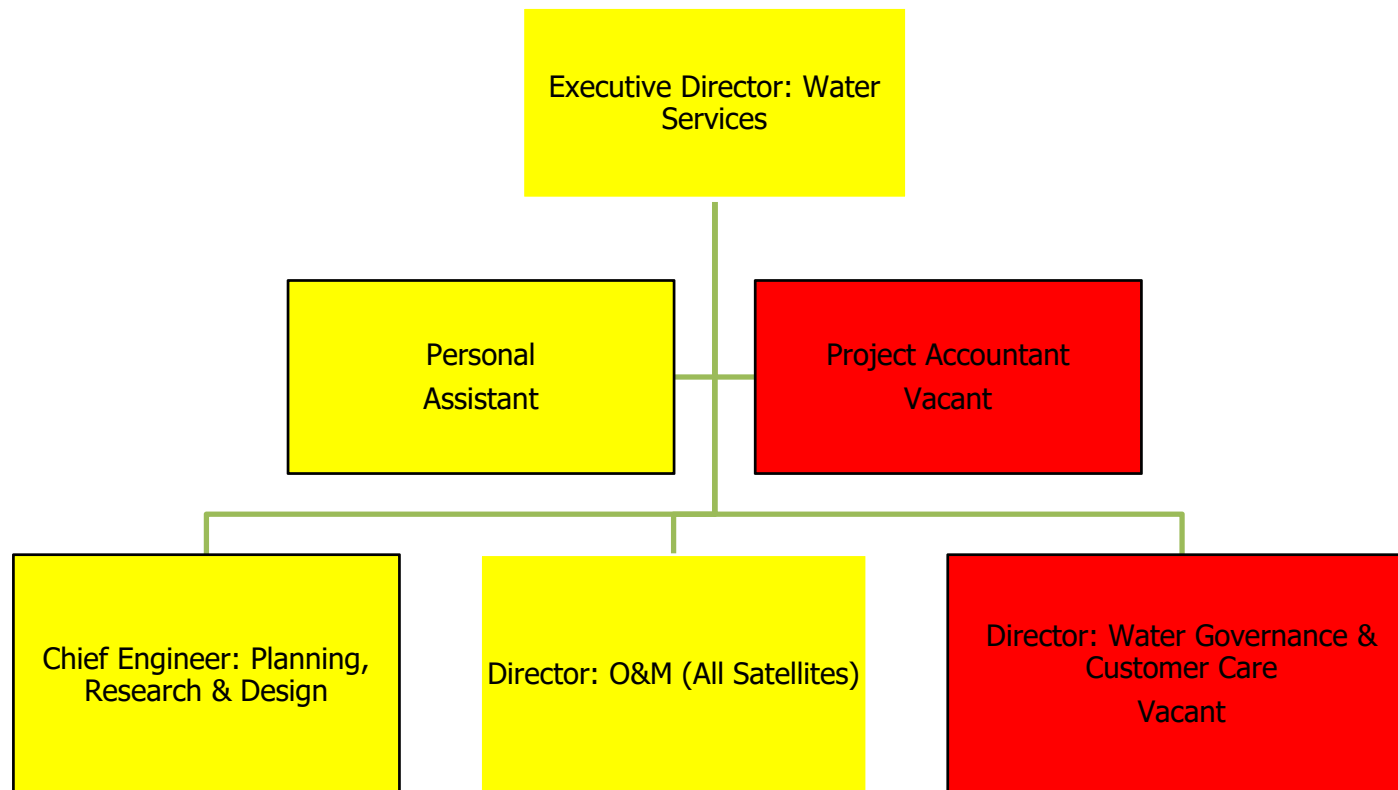 Executive Director: Water
Services
Personal
Assistant
Project Accountant
Vacant
Chief Engineer: Planning,
Research & Design
Director: O&M (All Satellites)
Director: Water Governance &
Customer Care
Vacant